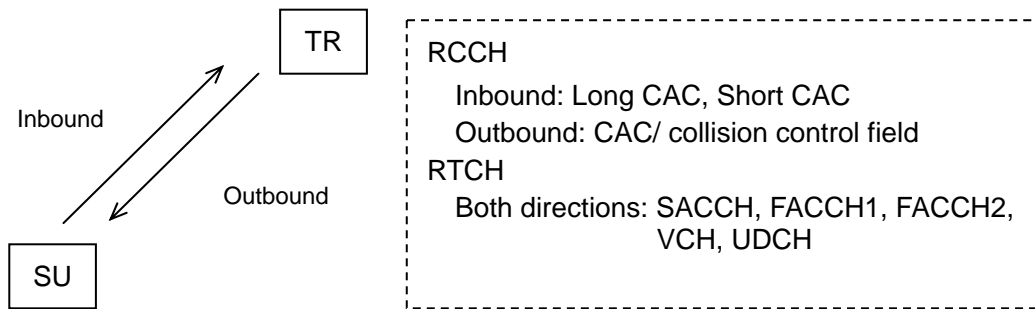 TR
Inbound
Outbound
SU
RCCH
Inbound: Long CAC, Short CAC
Outbound: CAC/ collision control field
RTCH
Both directions: SACCH, FACCH1, FACCH2,
VCH, UDCH